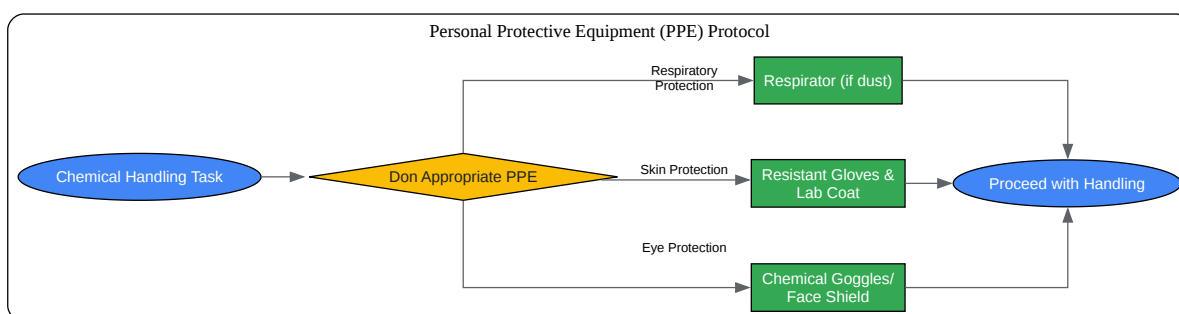 Personal Protective Equipment (PPE) Protocol
Respiratory
Protection
Respirator (if dust)
Chemical Handling Task
Don Appropriate PPE
Skin Protection
Resistant Gloves &
Lab Coat
Proceed with Handling
Eye Protection
Chemical Goggles/
Face Shield